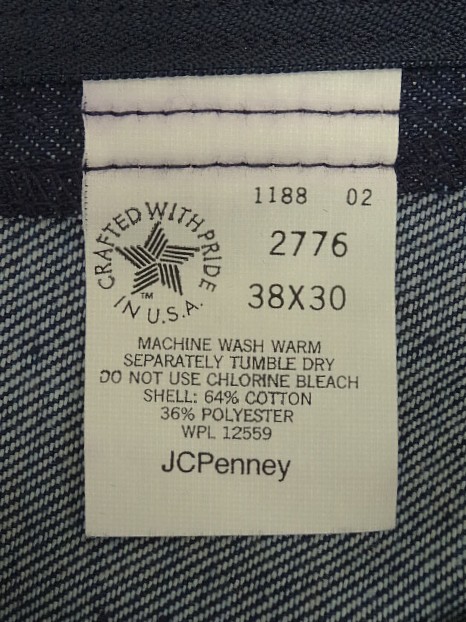 1188 02
2776
38X30
CRAFTED WITH PRIDE
IN U.S.A.
TM
MACHINE WASH WARM
SEPARATELY TUMBLE DRY
DO NOT USE CHLORINE BLEACH
SHELL: 64% COTTON
36% POLYESTER
WPL 12559
JCPenney